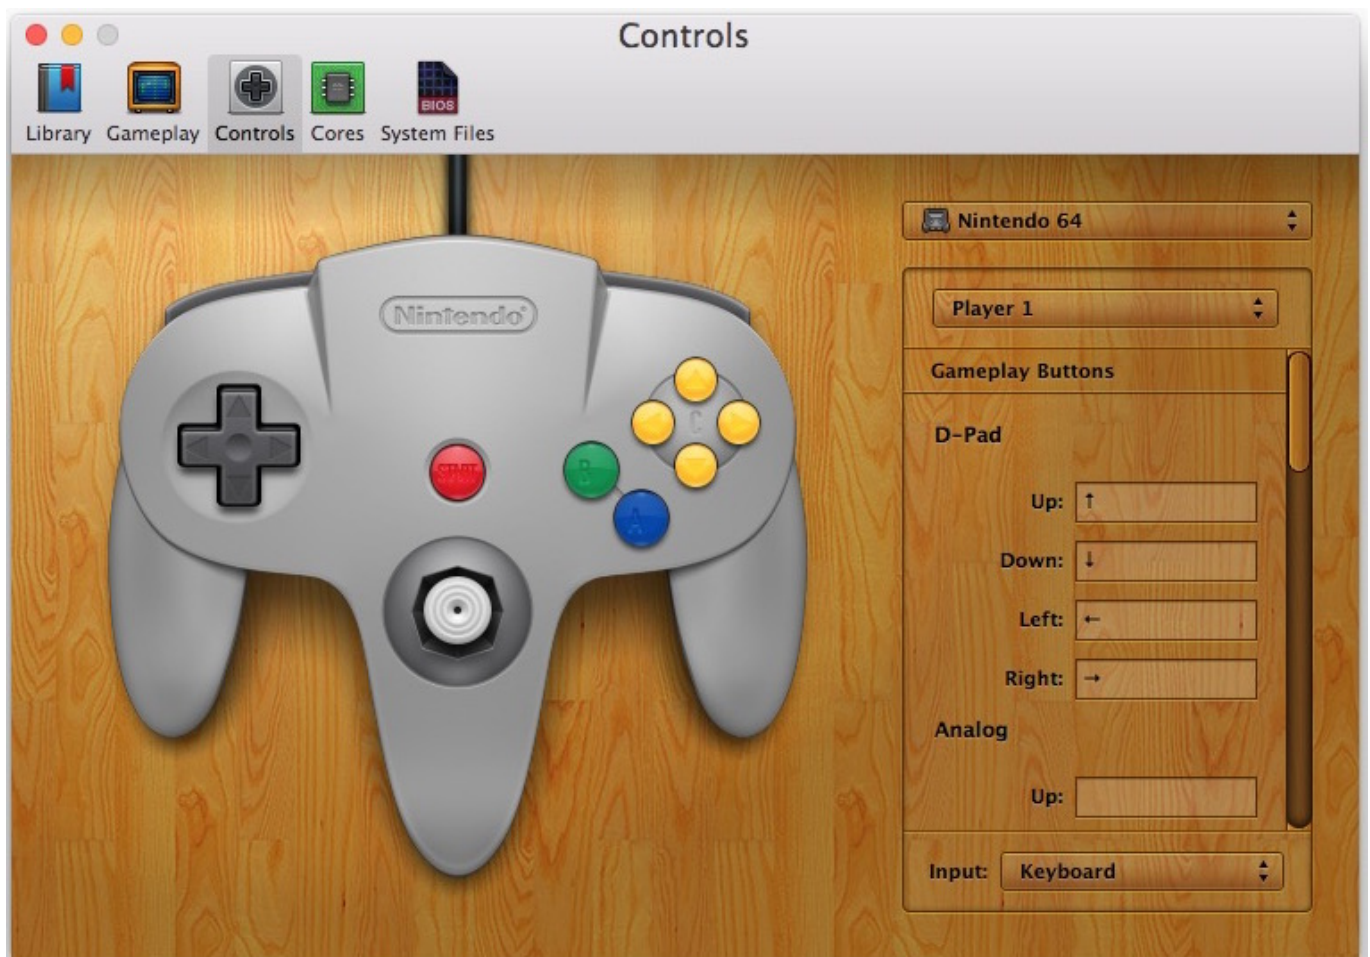 Controls
BIOS
Library Gameplay Controls Cores System Files
Nintendo 64
Nintendo
Player 1
Gameplay Buttons
D-Pad
Up: ↑
Down: ↓
Left: ←
Right: →
Analog
Up:
Input: Keyboard
C
START
B
A